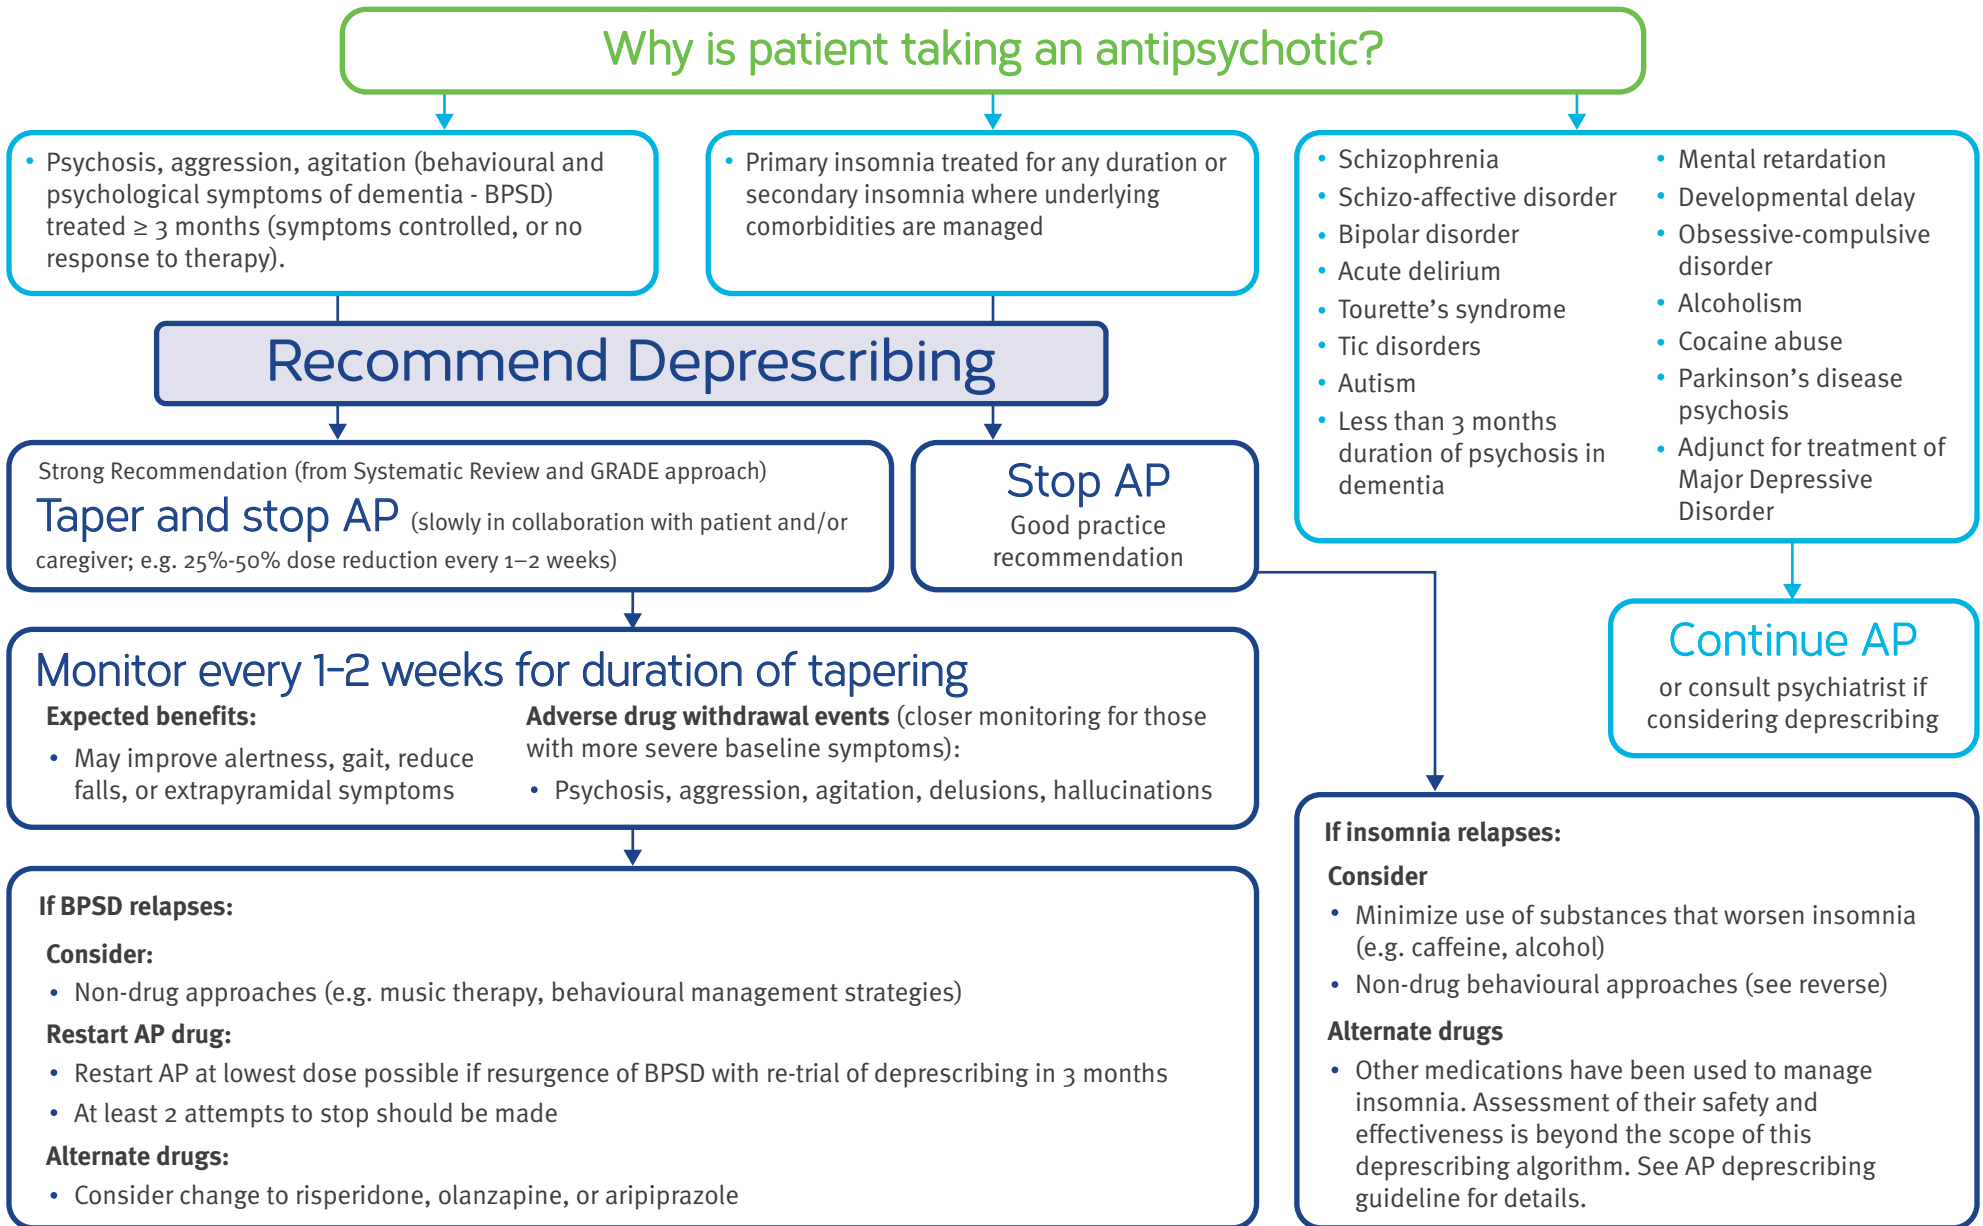 Why is patient taking an antipsychotic?
• Psychosis, aggression, agitation (behavioural and
psychological symptoms of dementia - BPSD)
treated ≥ 3 months (symptoms controlled, or no
response to therapy).
• Primary insomnia treated for any duration or
secondary insomnia where underlying
comorbidities are managed
• Schizophrenia
• Schizo-affective disorder
• Bipolar disorder
• Acute delirium
• Tourette’s syndrome
• Tic disorders
• Autism
• Less than 3 months
duration of psychosis in
dementia
• Mental retardation
• Developmental delay
• Obsessive-compulsive
disorder
• Alcoholism
• Cocaine abuse
• Parkinson’s disease
psychosis
• Adjunct for treatment of
Major Depressive
Disorder
Recommend Deprescribing
Strong Recommendation (from Systematic Review and GRADE approach)
Taper and stop AP (slowly in collaboration with patient and/or
caregiver; e.g. 25%-50% dose reduction every 1–2 weeks)
Stop AP
Good practice
recommendation
Continue AP
or consult psychiatrist if
considering deprescribing
Monitor every 1-2 weeks for duration of tapering
Expected benefits:
• May improve alertness, gait, reduce
falls, or extrapyramidal symptoms
Adverse drug withdrawal events (closer monitoring for those
with more severe baseline symptoms):
• Psychosis, aggression, agitation, delusions, hallucinations
If BPSD relapses:
Consider:
• Non-drug approaches (e.g. music therapy, behavioural management strategies)
Restart AP drug:
• Restart AP at lowest dose possible if resurgence of BPSD with re-trial of deprescribing in 3 months
• At least 2 attempts to stop should be made
Alternate drugs:
• Consider change to risperidone, olanzapine, or aripiprazole
If insomnia relapses:
Consider
• Minimize use of substances that worsen insomnia
(e.g. caffeine, alcohol)
• Non-drug behavioural approaches (see reverse)
Alternate drugs
• Other medications have been used to manage
insomnia. Assessment of their safety and
effectiveness is beyond the scope of this
deprescribing algorithm. See AP deprescribing
guideline for details.